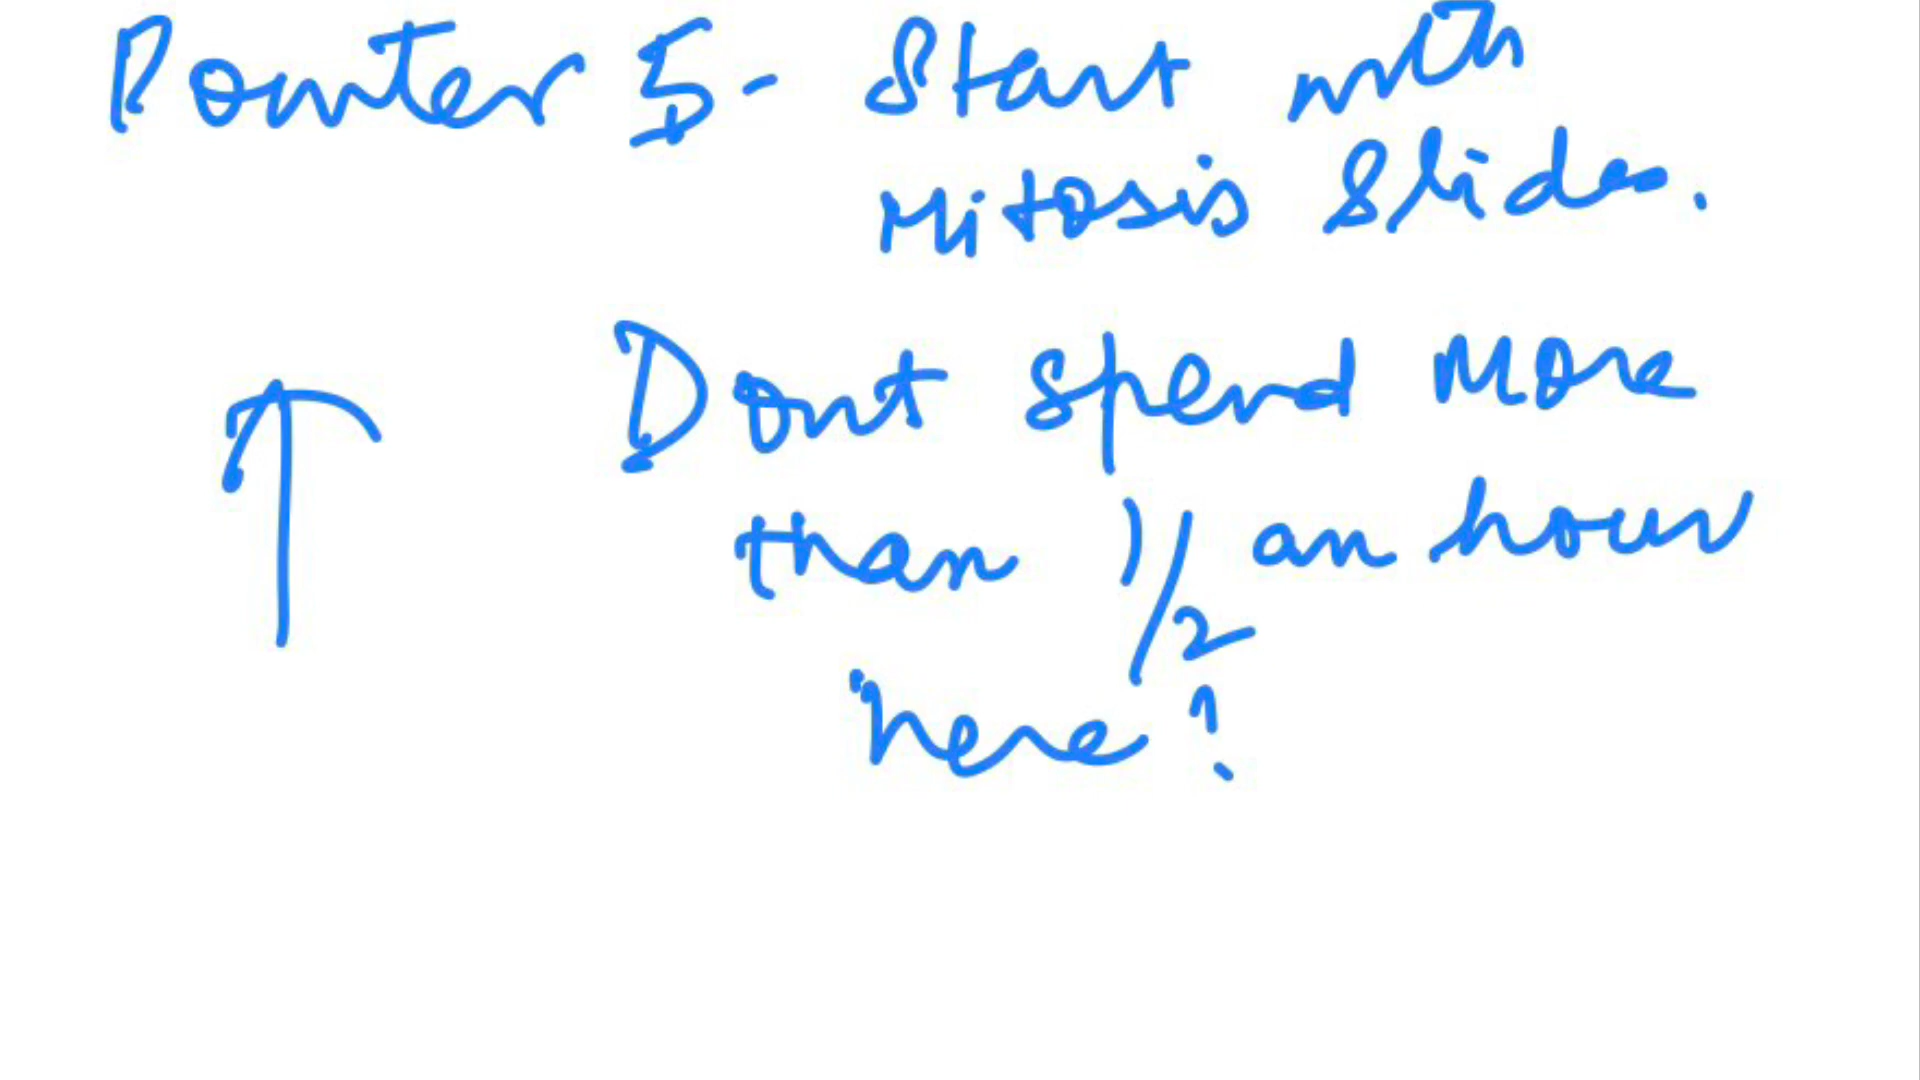 Pointer 5- Start with
Mitosis Slides.
Dont spend more
than 1/2 an hour
here!